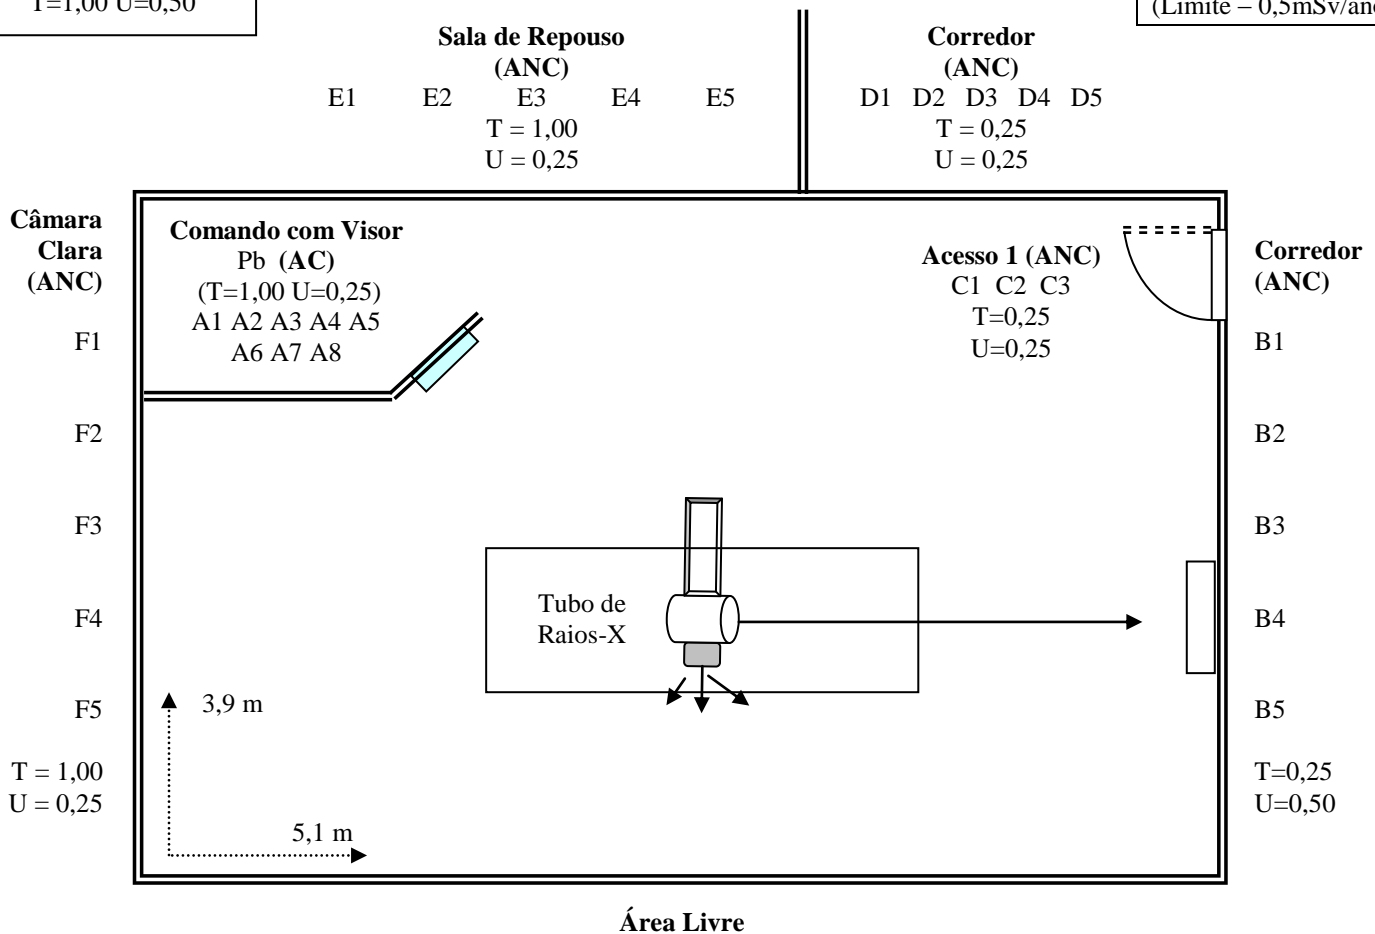 T=1,00 U=0,50
(Limite – 0,5mSv/ano
Sala de Repouso
(ANC)
E1 E2 E3 E4 E5
T = 1,00
U = 0,25
Corredor
(ANC)
D1 D2 D3 D4 D5
T = 0,25
U = 0,25
Câmara
Clara
(ANC)
F1
F2
F3
F4
F5
T = 1,00
U = 0,25
Comando com Visor
Pb (AC)
(T=1,00 U=0,25)
A1 A2 A3 A4 A5
A6 A7 A8
Acesso 1 (ANC)
C1 C2 C3
T=0,25
U=0,25
Corredor
(ANC)
B1
B2
B3
B4
B5
T=0,25
U=0,50
Tubo de
Raios-X
3,9 m
5,1 m
Área Livre